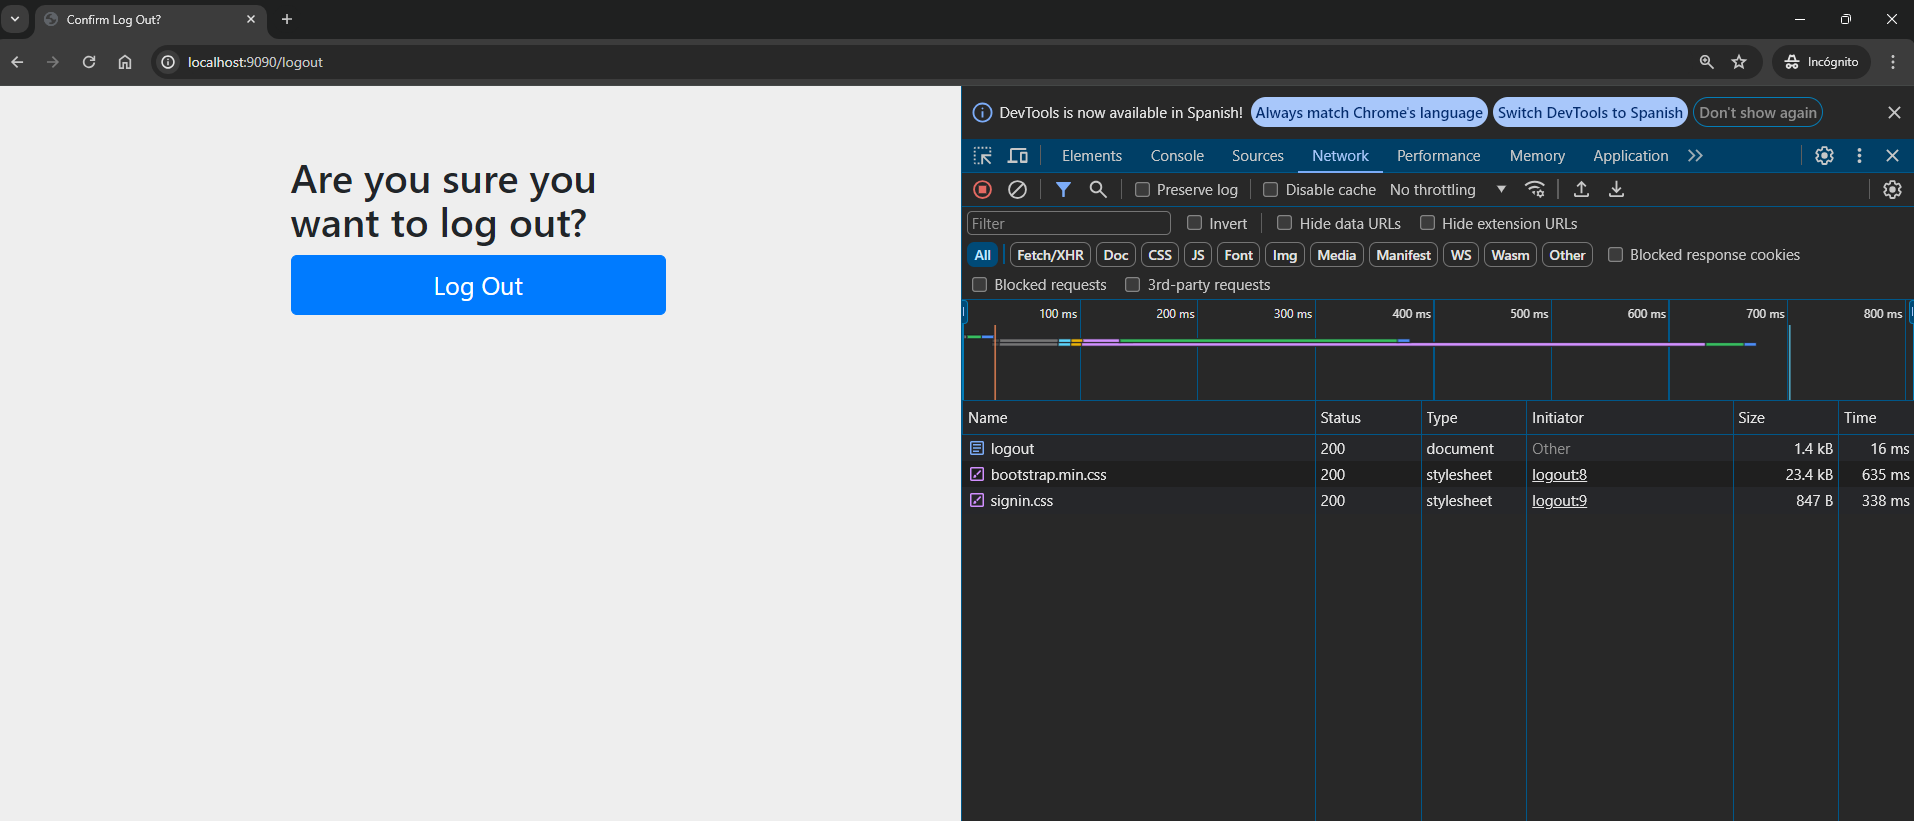 Confirm Log Out?
localhost:9090/logout
Incógnito
Are you sure you
want to log out?
Log Out
DevTools is now available in Spanish! Always match Chrome's language Switch DevTools to Spanish Don't show again
Elements Console Sources Network Performance Memory Application
Preserve log Disable cache No throttling
Filter Invert Hide data URLs Hide extension URLs
All Fetch/XHR Doc CSS JS Font Img Media Manifest WS Wasm Other Blocked response cookies
Blocked requests 3rd-party requests
100 ms 200 ms 300 ms 400 ms 500 ms 600 ms 700 ms 800 ms
Name Status Type Initiator Size Time
logout 200 document Other 1.4 kB 16 ms
bootstrap.min.css 200 stylesheet logout:8 23.4 kB 635 ms
signin.css 200 stylesheet logout:9 847 B 338 ms